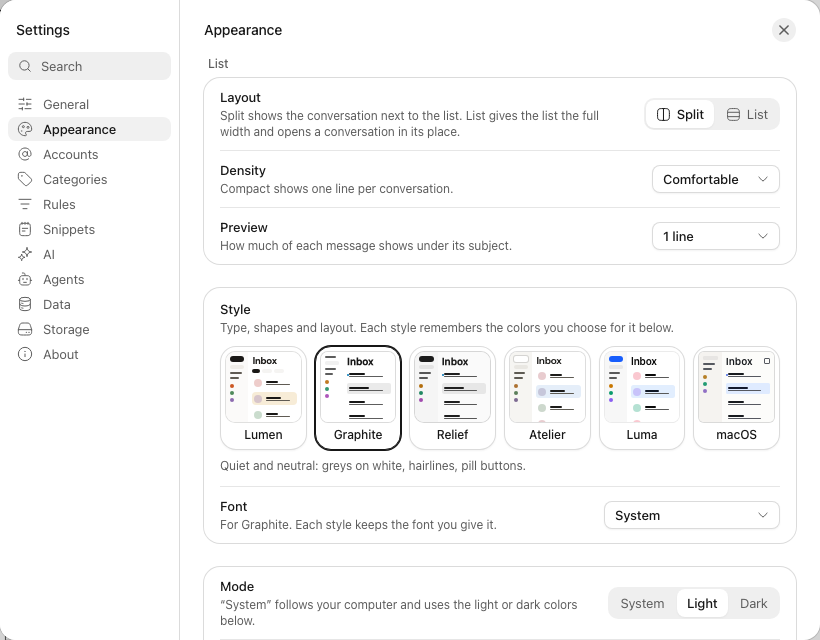 Settings
Search
General
Appearance
Accounts
Categories
Rules
Snippets
AI
Agents
Data
Storage
About
Appearance
List
Layout
Split shows the conversation next to the list. List gives the list the full
width and opens a conversation in its place.
Split
List
Density
Compact shows one line per conversation.
Comfortable
Preview
How much of each message shows under its subject.
1 line
Style
Type, shapes and layout. Each style remembers the colors you choose for it below.
Inbox
Lumen
Inbox
Graphite
Inbox
Relief
Inbox
Atelier
Inbox
Luma
Inbox
macOS
Quiet and neutral: greys on white, hairlines, pill buttons.
Font
For Graphite. Each style keeps the font you give it.
System
Mode
“System” follows your computer and uses the light or dark colors
below.
System
Light
Dark